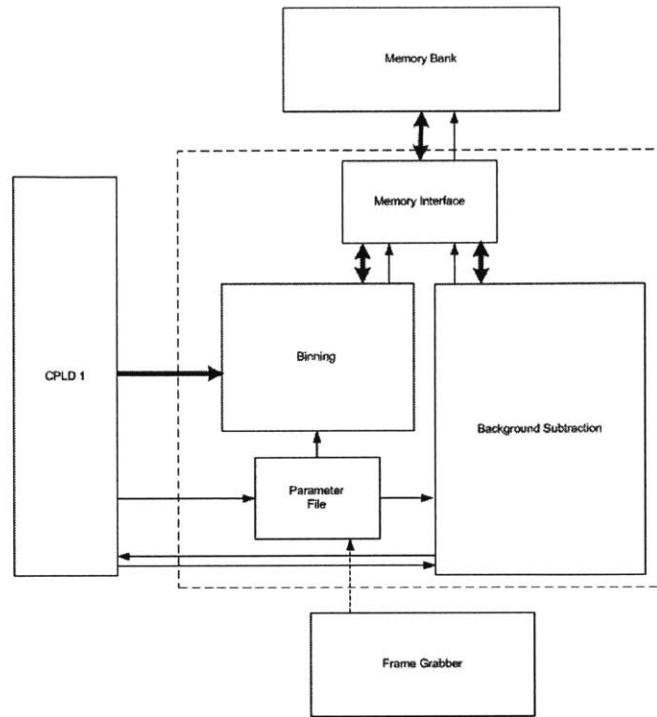 Memory Bank
Memory Interface
Binning
CPLD 1
Background Subtraction
Parameter
File
Frame Grabber